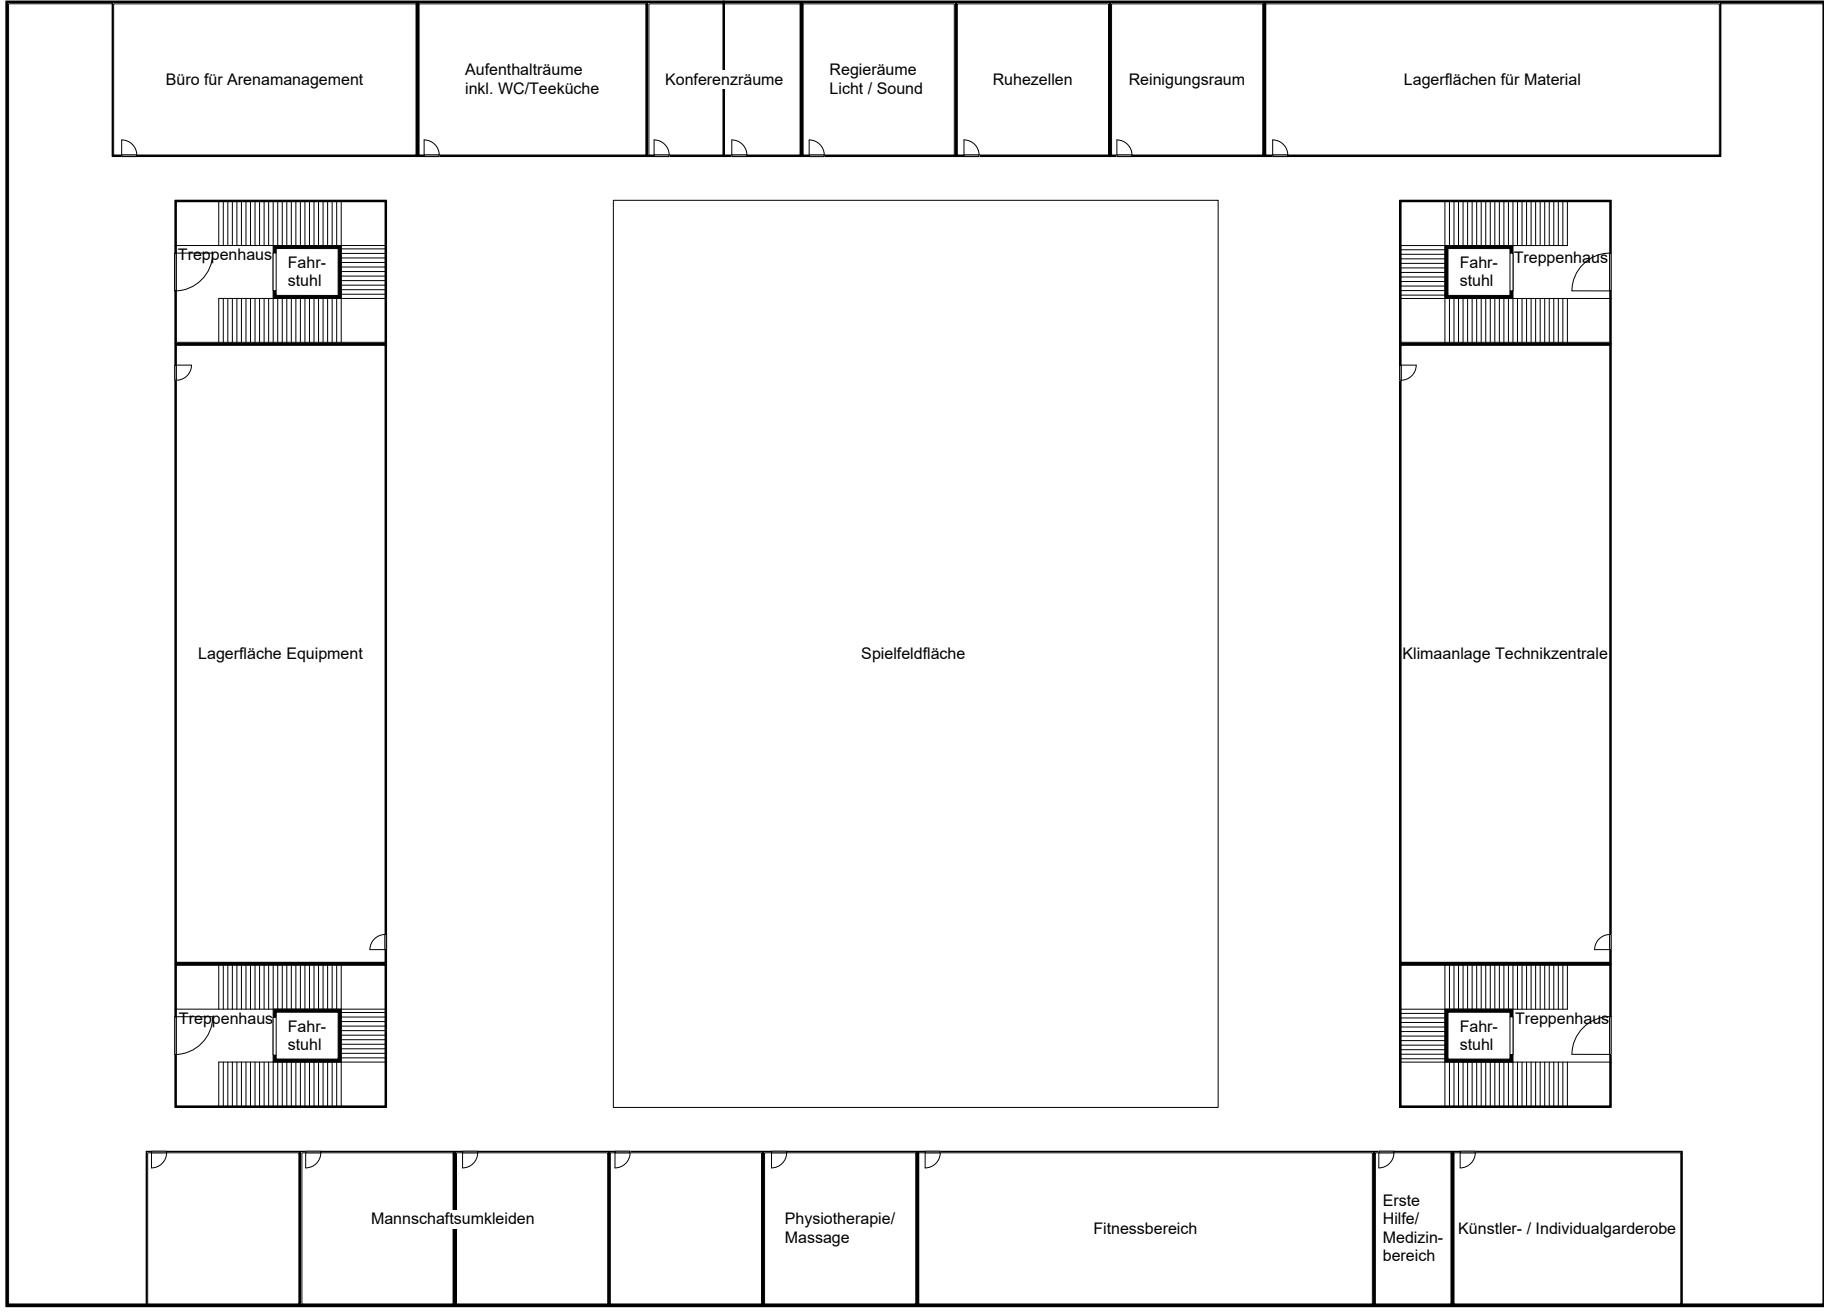 Büro für Arenamanagement
Aufenthalträume
inkl. WC/Teeküche
Konferenzräume
Regieräume
Licht / Sound
Ruhezellen
Reinigungsraum
Lagerflächen für Material
Treppenhaus
Fahr-
stuhl
Fahr-
stuhl
Treppenhaus
Lagerfläche Equipment
Spielfeldfläche
Klimaanlage Technikzentrale
Treppenhaus
Fahr-
stuhl
Fahr-
stuhl
Treppenhaus
Mannschaftsumkleiden
Physiotherapie/
Massage
Fitnessbereich
Erste
Hilfe/
Medizin-
bereich
Künstler- / Individualgarderobe